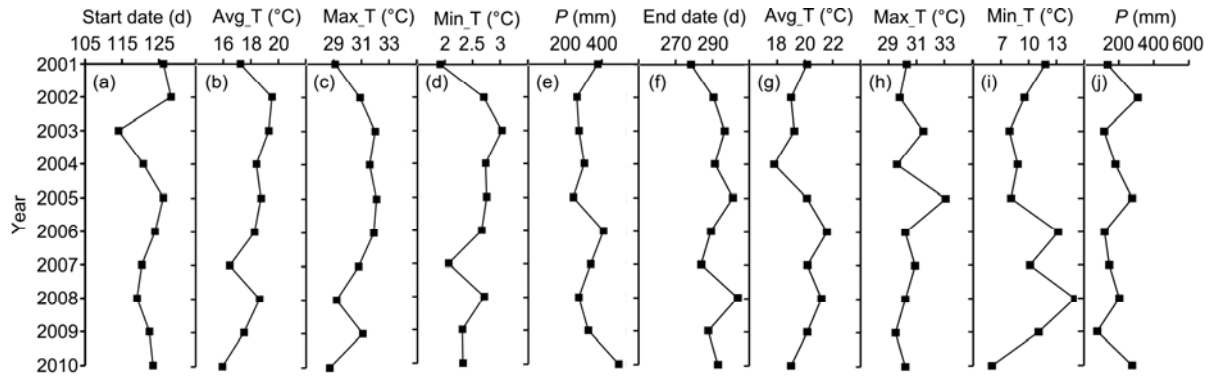 Start date (d) Avg_T (°C) Max_T (°C) Min_T (°C) P (mm) End date (d) Avg_T (°C) Max_T (°C) Min_T (°C) P (mm)
105 115 125 16 18 20 29 31 33 2 2.5 3 200 400 270 290 18 20 22 29 31 33 7 10 13 200 400 600
2001 (a) (b) (c) (d) (e) (f) (g) (h) (i) (j)
2002
2003
2004
2005
Year
2006
2007
2008
2009
2010